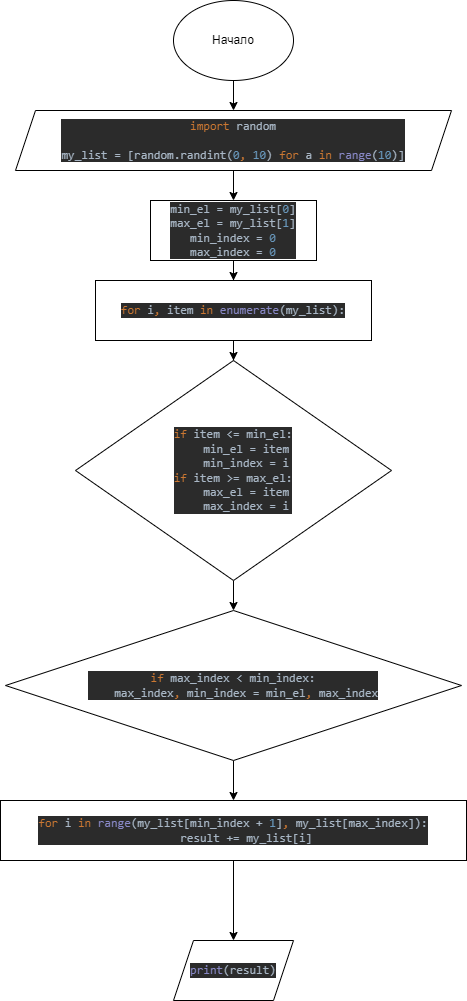 Начало
import random
my_list = [random.randint(0, 10) for a in range(10)]
min_el = my_list[0]
max_el = my_list[1]
min_index = 0
max_index = 0
for i, item in enumerate(my_list):
if item <= min_el:
min_el = item
min_index = i
if item >= max_el:
max_el = item
max_index = i
if max_index < min_index:
max_index, min_index = min_el, max_index
for i in range(my_list[min_index + 1], my_list[max_index]):
result += my_list[i]
print(result)